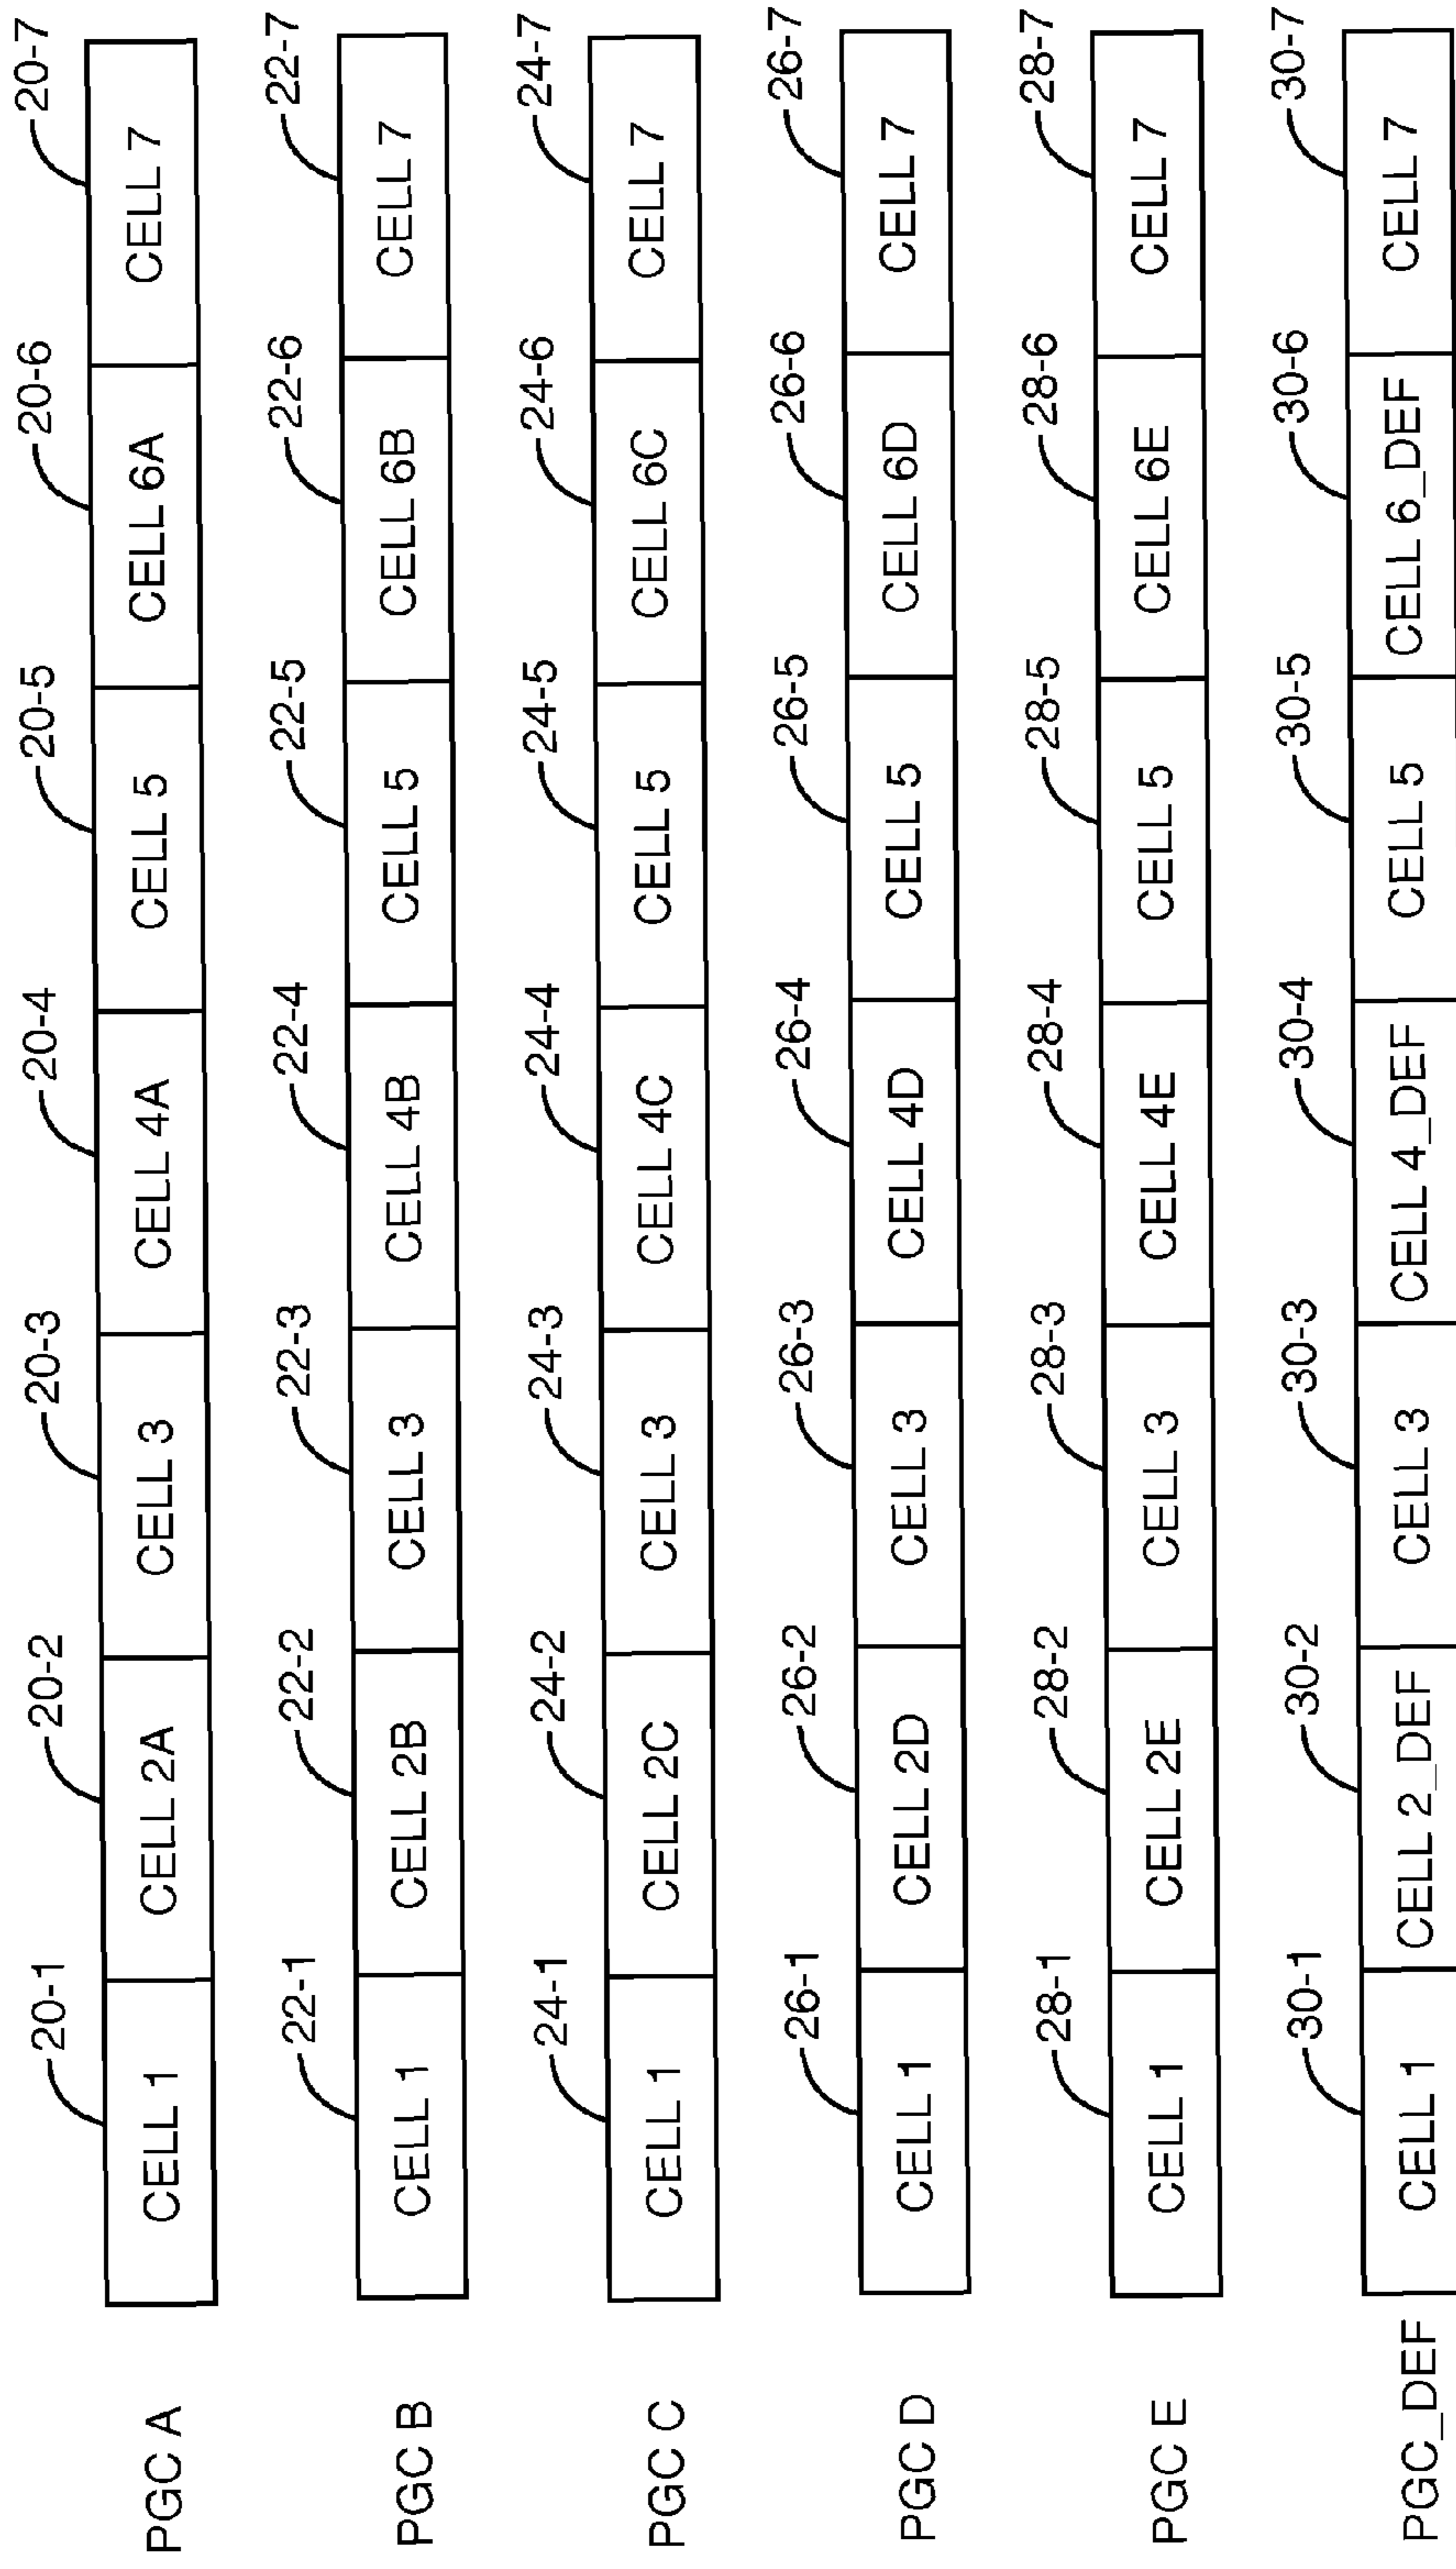 20-1 20-2 20-3 20-4 20-5 20-6 20-7
PGC A CELL 1 CELL 2A CELL 3 CELL 4A CELL 5 CELL 6A CELL 7
22-1 22-2 22-3 22-4 22-5 22-6 22-7
PGC B CELL 1 CELL 2B CELL 3 CELL 4B CELL 5 CELL 6B CELL 7
24-1 24-2 24-3 24-4 24-5 24-6 24-7
PGC C CELL 1 CELL 2C CELL 3 CELL 4C CELL 5 CELL 6C CELL 7
26-1 26-2 26-3 26-4 26-5 26-6 26-7
PGC D CELL 1 CELL 2D CELL 3 CELL 4D CELL 5 CELL 6D CELL 7
28-1 28-2 28-3 28-4 28-5 28-6 28-7
PGC E CELL 1 CELL 2E CELL 3 CELL 4E CELL 5 CELL 6E CELL 7
30-1 30-2 30-3 30-4 30-5 30-6 30-7
PGC_DEF CELL 1 CELL 2_DEF CELL 3 CELL 4_DEF CELL 5 CELL 6_DEF CELL 7